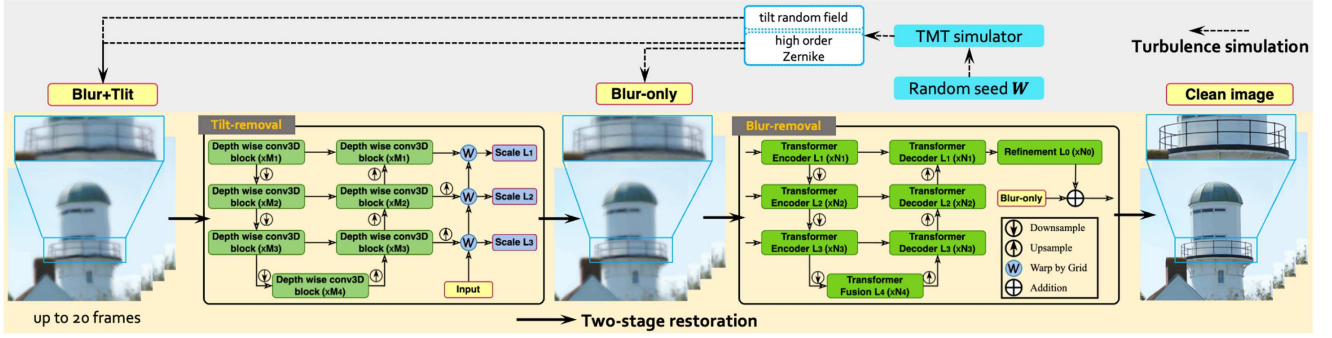 tilt random field
high order
Zernike
TMT simulator
Random seed W
Turbulence simulation
Blur+Tlit
Blur-only
Clean image
Tilt-removal
Depth wise conv3D
block (xM1)
Depth wise conv3D
block (xM1)
W
Scale L1
Depth wise conv3D
block (xM2)
Depth wise conv3D
block (xM2)
W
Scale L2
Depth wise conv3D
block (xM3)
Depth wise conv3D
block (xM3)
W
Scale L3
Depth wise conv3D
block (xM4)
Input
Blur-removal
Transformer
Encoder L1 (xN1)
Transformer
Decoder L1 (xN1)
Refinement L0 (xN0)
Transformer
Encoder L2 (xN2)
Transformer
Decoder L2 (xN2)
Blur-only
Transformer
Encoder L3 (xN3)
Transformer
Decoder L3 (xN3)
Transformer
Fusion L4 (xN4)
Downsample
Upsample
W Warp by Grid
Addition
up to 20 frames
Two-stage restoration